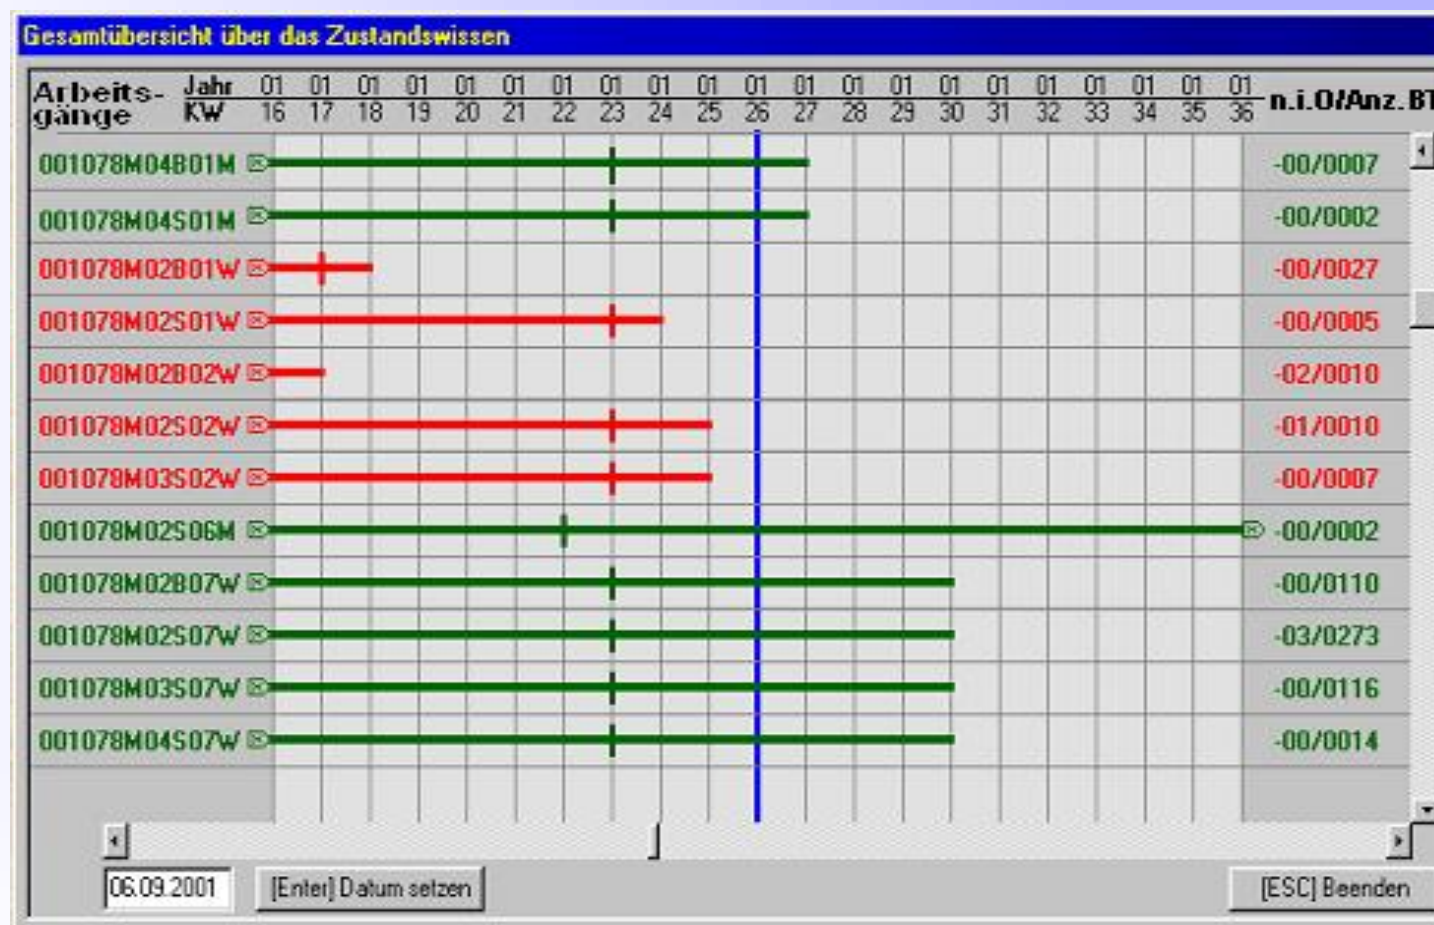 Gesamtübersicht über das Zustandswissen
Arbeits-gänge Jahr 01 01 01 01 01 01 01 01 01 01 01 01 01 01 01 01 01 01 01 01 01 n.i.O/Anz.BT
KW 16 17 18 19 20 21 22 23 24 25 26 27 28 29 30 31 32 33 34 35 36
001078M04B01M -00/0007
001078M04S01M -00/0002
001078M02B01W -00/0027
001078M02S01W -00/0005
001078M02B02W -02/0010
001078M02S02W -01/0010
001078M03S02W -00/0007
001078M02S06M -00/0002
001078M02B07W -00/0110
001078M02S07W -03/0273
001078M03S07W -00/0116
001078M04S07W -00/0014
06.09.2001 [Enter] Datum setzen [ESC] Beenden